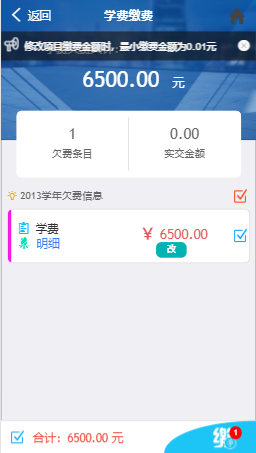 返回
学费缴费
修改项目缴费金额时，最小缴费金额为0.01元
6500.00 元
1
0.00
欠费条目
实交金额
2013学年欠费信息
学费
¥ 6500.00
明细
改
合计：6500.00 元
缴
1